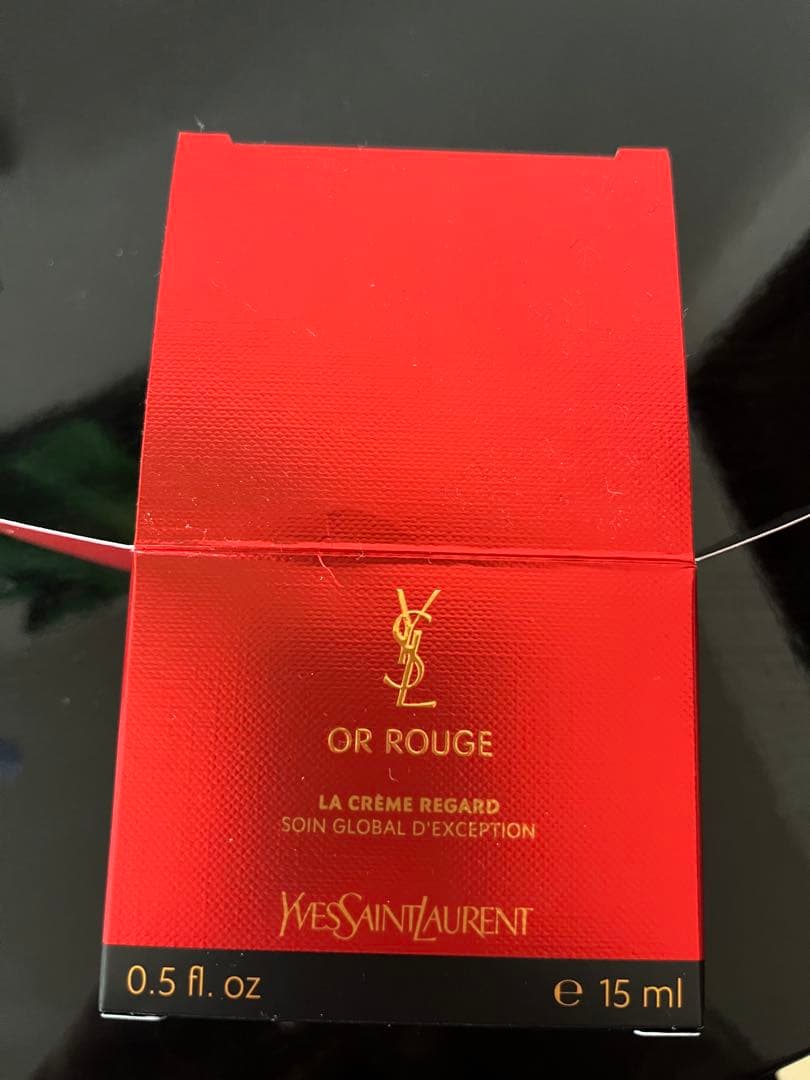 YSL
OR ROUGE
LA CRÈME REGARD
SOIN GLOBAL D'EXCEPTION
YVESSAINTLAURENT
0.5 fl. oz ℮ 15 ml